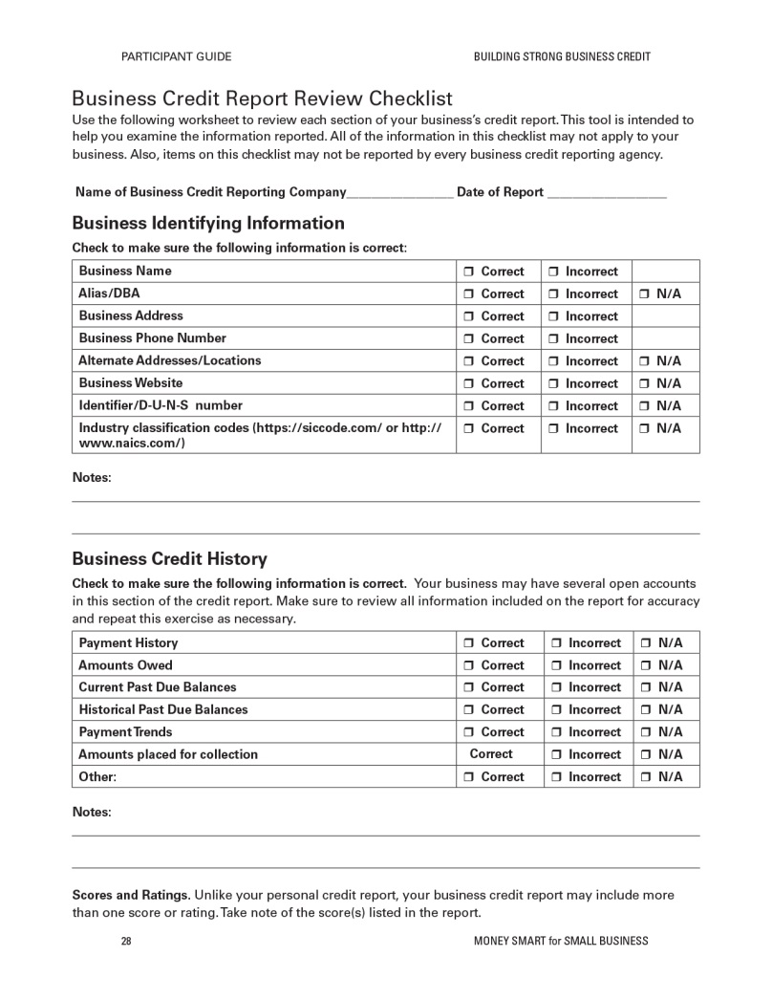 PARTICIPANT GUIDE BUILDING STRONG BUSINESS CREDIT
Business Credit Report Review Checklist
Use the following worksheet to review each section of your business’s credit report. This tool is intended to
help you examine the information reported. All of the information in this checklist may not apply to your
business. Also, items on this checklist may not be reported by every business credit reporting agency.
Name of Business Credit Reporting Company_________________ Date of Report ___________________
Business Identifying Information
Check to make sure the following information is correct:
Business Name ❒ Correct ❒ Incorrect
Alias/DBA ❒ Correct ❒ Incorrect ❒ N/A
Business Address ❒ Correct ❒ Incorrect
Business Phone Number ❒ Correct ❒ Incorrect
Alternate Addresses/Locations ❒ Correct ❒ Incorrect ❒ N/A
Business Website ❒ Correct ❒ Incorrect ❒ N/A
Identifier/D-U-N-S number ❒ Correct ❒ Incorrect ❒ N/A
Industry classification codes (https://siccode.com/ or http:// ❒ Correct ❒ Incorrect ❒ N/A
www.naics.com/)
Notes:
Business Credit History
Check to make sure the following information is correct. Your business may have several open accounts
in this section of the credit report. Make sure to review all information included on the report for accuracy
and repeat this exercise as necessary.
Payment History ❒ Correct ❒ Incorrect ❒ N/A
Amounts Owed ❒ Correct ❒ Incorrect ❒ N/A
Current Past Due Balances ❒ Correct ❒ Incorrect ❒ N/A
Historical Past Due Balances ❒ Correct ❒ Incorrect ❒ N/A
Payment Trends ❒ Correct ❒ Incorrect ❒ N/A
Amounts placed for collection Correct ❒ Incorrect ❒ N/A
Other: ❒ Correct ❒ Incorrect ❒ N/A
Notes:
Scores and Ratings. Unlike your personal credit report, your business credit report may include more
than one score or rating. Take note of the score(s) listed in the report.
28 MONEY SMART for SMALL BUSINESS